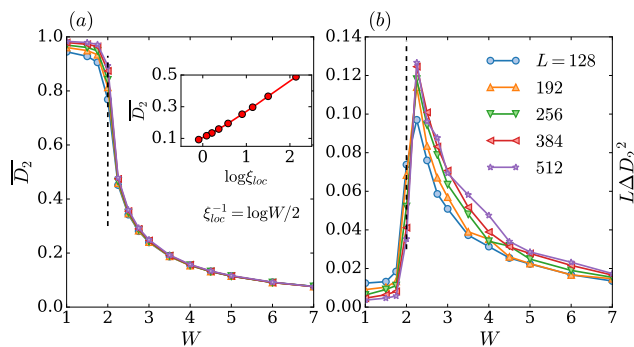 (a)
1.0
0.8
0.6
0.4
0.2
0.0
D₂
1 2 3 4 5 6 7
W
0.5
0.3
0.1
D₂
0 1 2
logξ_loc
ξ_loc⁻¹ = logW/2
(b)
0.14
0.12
0.10
0.08
0.06
0.04
0.02
0.00
1 2 3 4 5 6 7
W
L = 128
192
256
384
512